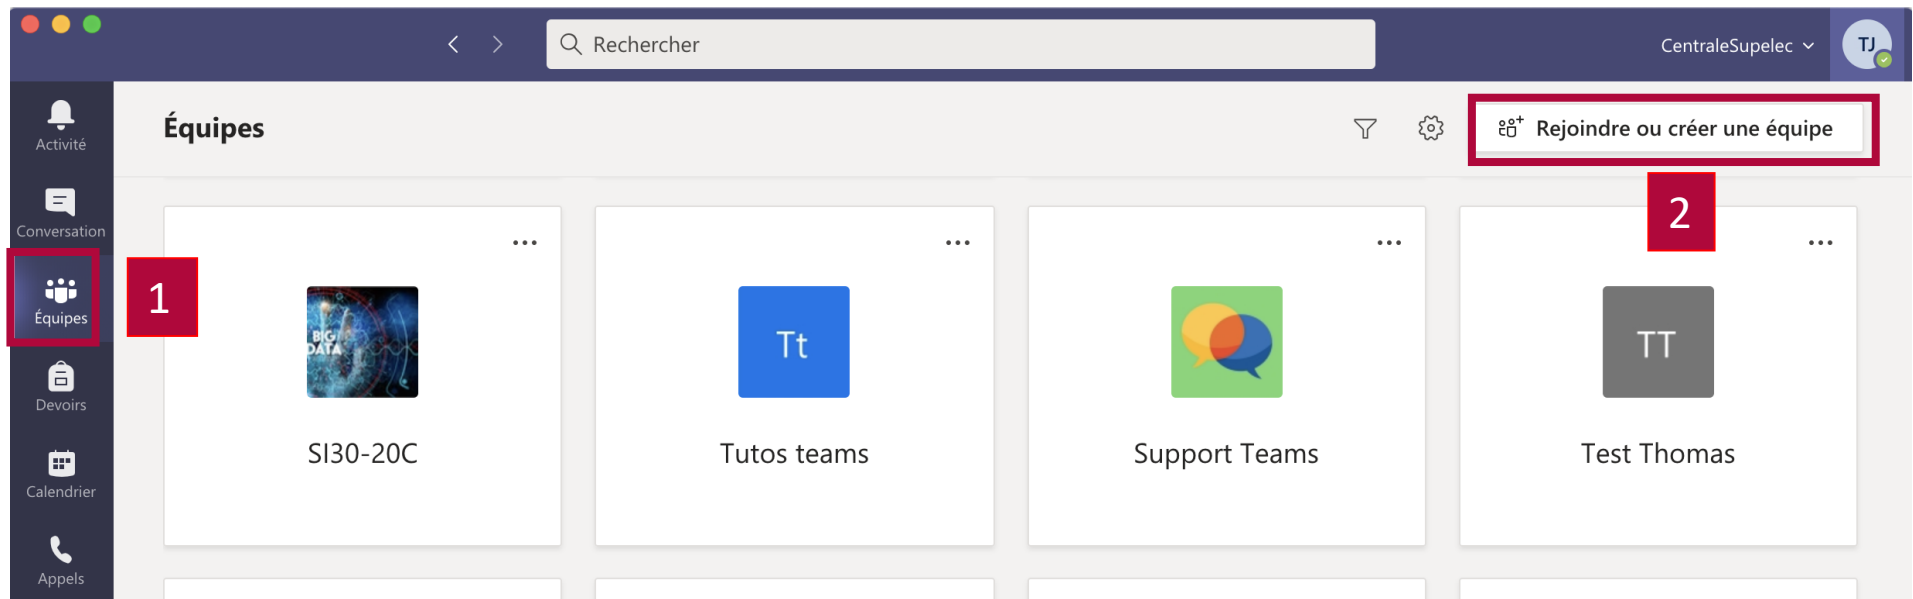 Rechercher
CentraleSupelec
TJ
Activité
Équipes
Rejoindre ou créer une équipe
2
Conversation
Équipes
1
BIG
DATA
Tt
TT
Devoirs
SI30-20C
Tutos teams
Support Teams
Test Thomas
Calendrier
Appels